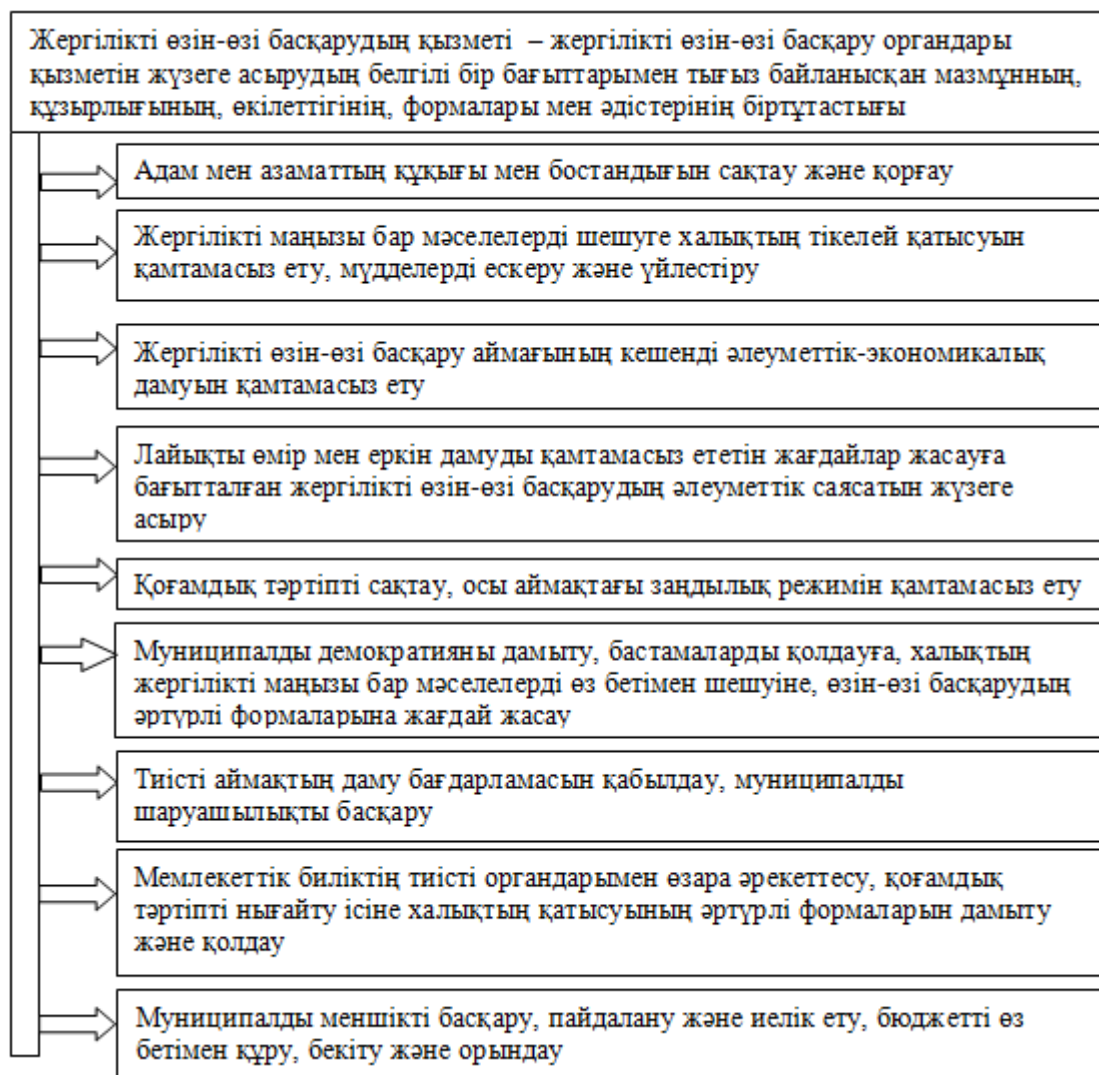 Жергілікті өзін-өзі басқарудың қызметі – жергілікті өзін-өзі басқару органдары
қызметін жүзеге асырудың белгілі бір бағыттарымен тығыз байланысқан мазмұнның,
құзырлығының, өкілеттігінің, формалары мен әдістерінің біртұтастығы
Адам мен азаматтың құқығы мен бостандығын сақтау және қорғау
Жергілікті маңызы бар мәселелерді шешуге халықтың тікелей қатысуын
қамтамасыз ету, мүдделерді ескеру және үйлестіру
Жергілікті өзін-өзі басқару аймағының кешенді әлеуметтік-экономикалық
дамуын қамтамасыз ету
Лайықты өмір мен еркін дамуды қамтамасыз ететін жағдайлар жасауға
бағытталған жергілікті өзін-өзі басқарудың әлеуметтік саясатын жүзеге
асыру
Қоғамдық тәртіпті сақтау, осы аймақтағы заңдылық режимін қамтамасыз ету
Муниципалды демократияны дамыту, бастамаларды қолдауға, халықтың
жергілікті маңызы бар мәселелерді өз бетімен шешуіне, өзін-өзі басқарудың
әртүрлі формаларына жағдай жасау
Тиісті аймақтың даму бағдарламасын қабылдау, муниципалды
шаруашылықты басқару
Мемлекеттік биліктің тиісті органдарымен өзара әрекеттесу, қоғамдық
тәртіпті нығайту ісіне халықтың қатысуының әртүрлі формаларын дамыту
және қолдау
Муниципалды меншікті басқару, пайдалану және иелік ету, бюджетті өз
бетімен құру, бекіту және орындау